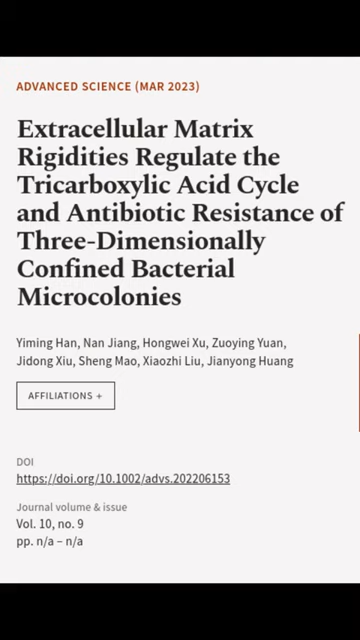 ADVANCED SCIENCE (MAR 2023)
Extracellular Matrix
Rigidities Regulate the
Tricarboxylic Acid Cycle
and Antibiotic Resistance of
Three-Dimensionally
Confined Bacterial
Microcolonies
Yiming Han, Nan Jiang, Hongwei Xu, Zuoying Yuan,
Jidong Xiu, Sheng Mao, Xiaozhi Liu, Jianyong Huang
AFFILIATIONS +
DOI
https://doi.org/10.1002/advs.202206153
Journal volume & issue
Vol. 10, no. 9
pp. n/a – n/a